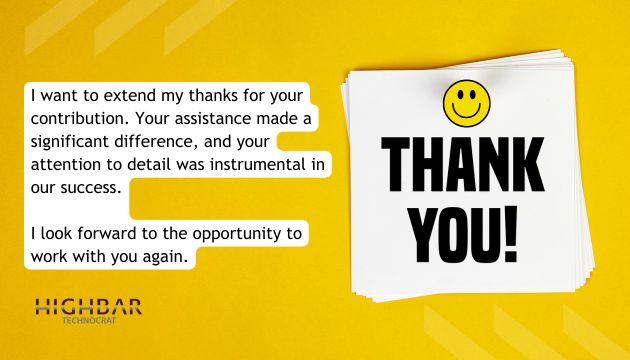 I want to extend my thanks for your
contribution. Your assistance made a
significant difference, and your
attention to detail was instrumental in
our success.
I look forward to the opportunity to
work with you again.
THANK
YOU!
HIGHBAR
TECHNOCRAT